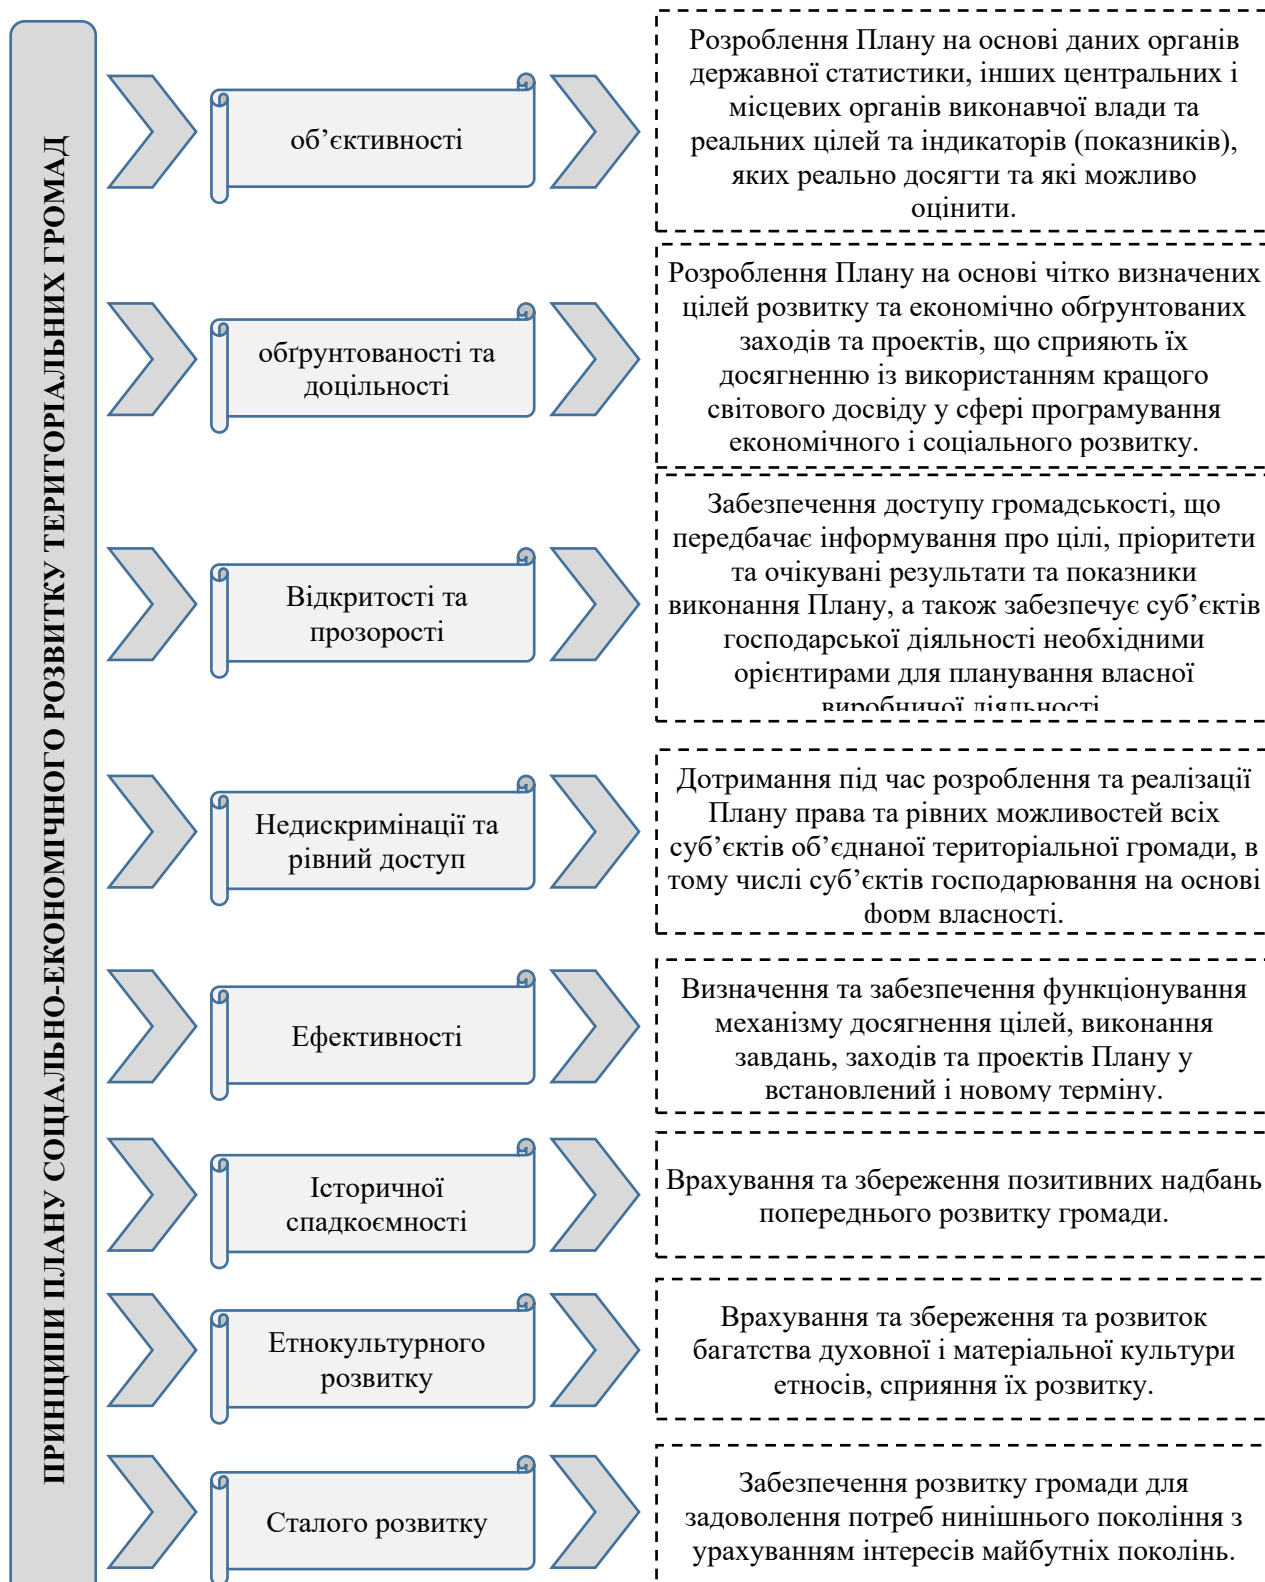 ПРИНЦИПИ ПЛАНУ СОЦІАЛЬНО-ЕКОНОМІЧНОГО РОЗВИТКУ ТЕРИТОРІАЛЬНИХ ГРОМАД
об’єктивності
Розроблення Плану на основі даних органів
державної статистики, інших центральних і
місцевих органів виконавчої влади та
реальних цілей та індикаторів (показників),
яких реально досягти та які можливо
оцінити.
обґрунтованості та
доцільності
Розроблення Плану на основі чітко визначених
цілей розвитку та економічно обґрунтованих
заходів та проектів, що сприяють їх
досягненню із використанням кращого
світового досвіду у сфері програмування
економічного і соціального розвитку.
Відкритості та
прозорості
Забезпечення доступу громадськості, що
передбачає інформування про цілі, пріоритети
та очікувані результати та показники
виконання Плану, а також забезпечує суб’єктів
господарської діяльності необхідними
орієнтирами для планування власної
виробничої діяльності
Недискримінації та
рівний доступ
Дотримання під час розроблення та реалізації
Плану права та рівних можливостей всіх
суб’єктів об’єднаної територіальної громади, в
тому числі суб’єктів господарювання на основі
форм власності.
Ефективності
Визначення та забезпечення функціонування
механізму досягнення цілей, виконання
завдань, заходів та проектів Плану у
встановлений і новому терміну.
Історичної
спадкоємності
Врахування та збереження позитивних надбань
попереднього розвитку громади.
Етнокультурного
розвитку
Врахування та збереження та розвиток
багатства духовної і матеріальної культури
етносів, сприяння їх розвитку.
Сталого розвитку
Забезпечення розвитку громади для
задоволення потреб нинішнього покоління з
урахуванням інтересів майбутніх поколінь.